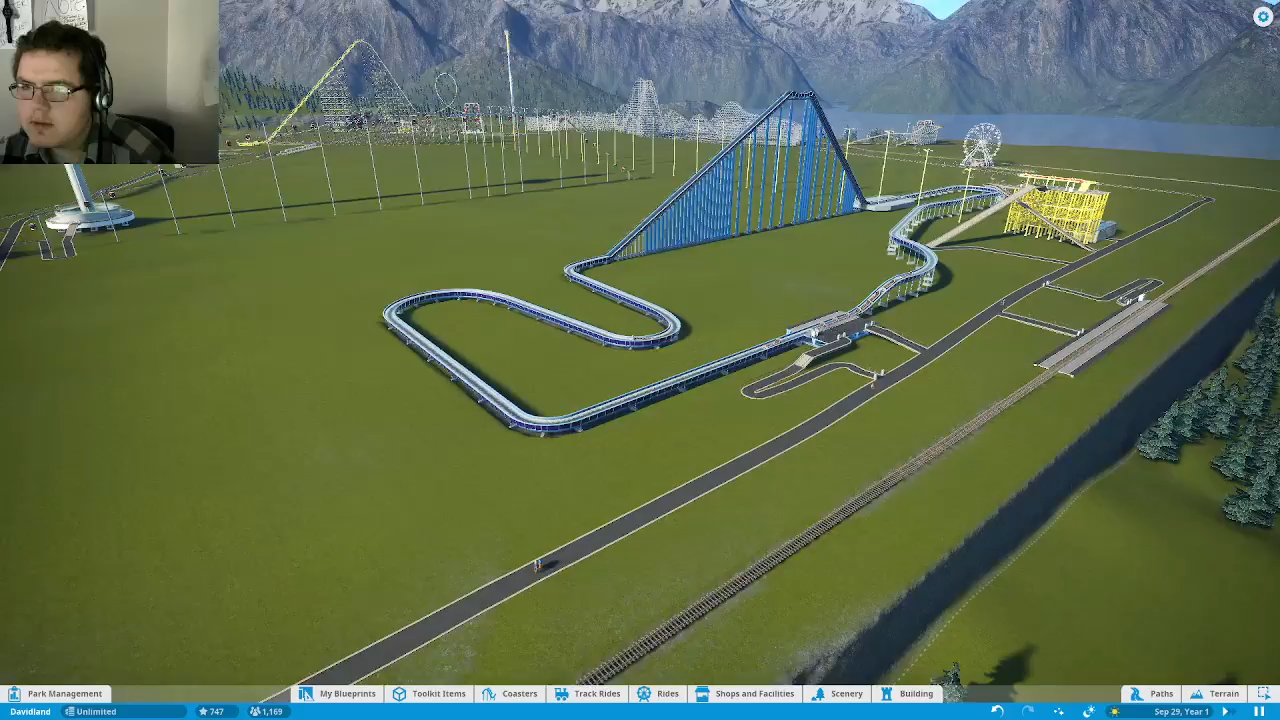 Park Management
My Blueprints
Toolkit Items
Coasters
Track Rides
Rides
Shops and Facilities
Scenery
Building
Paths
Terrain
Davidland
Unlimited
747
1,169
Sep 29, Year 1